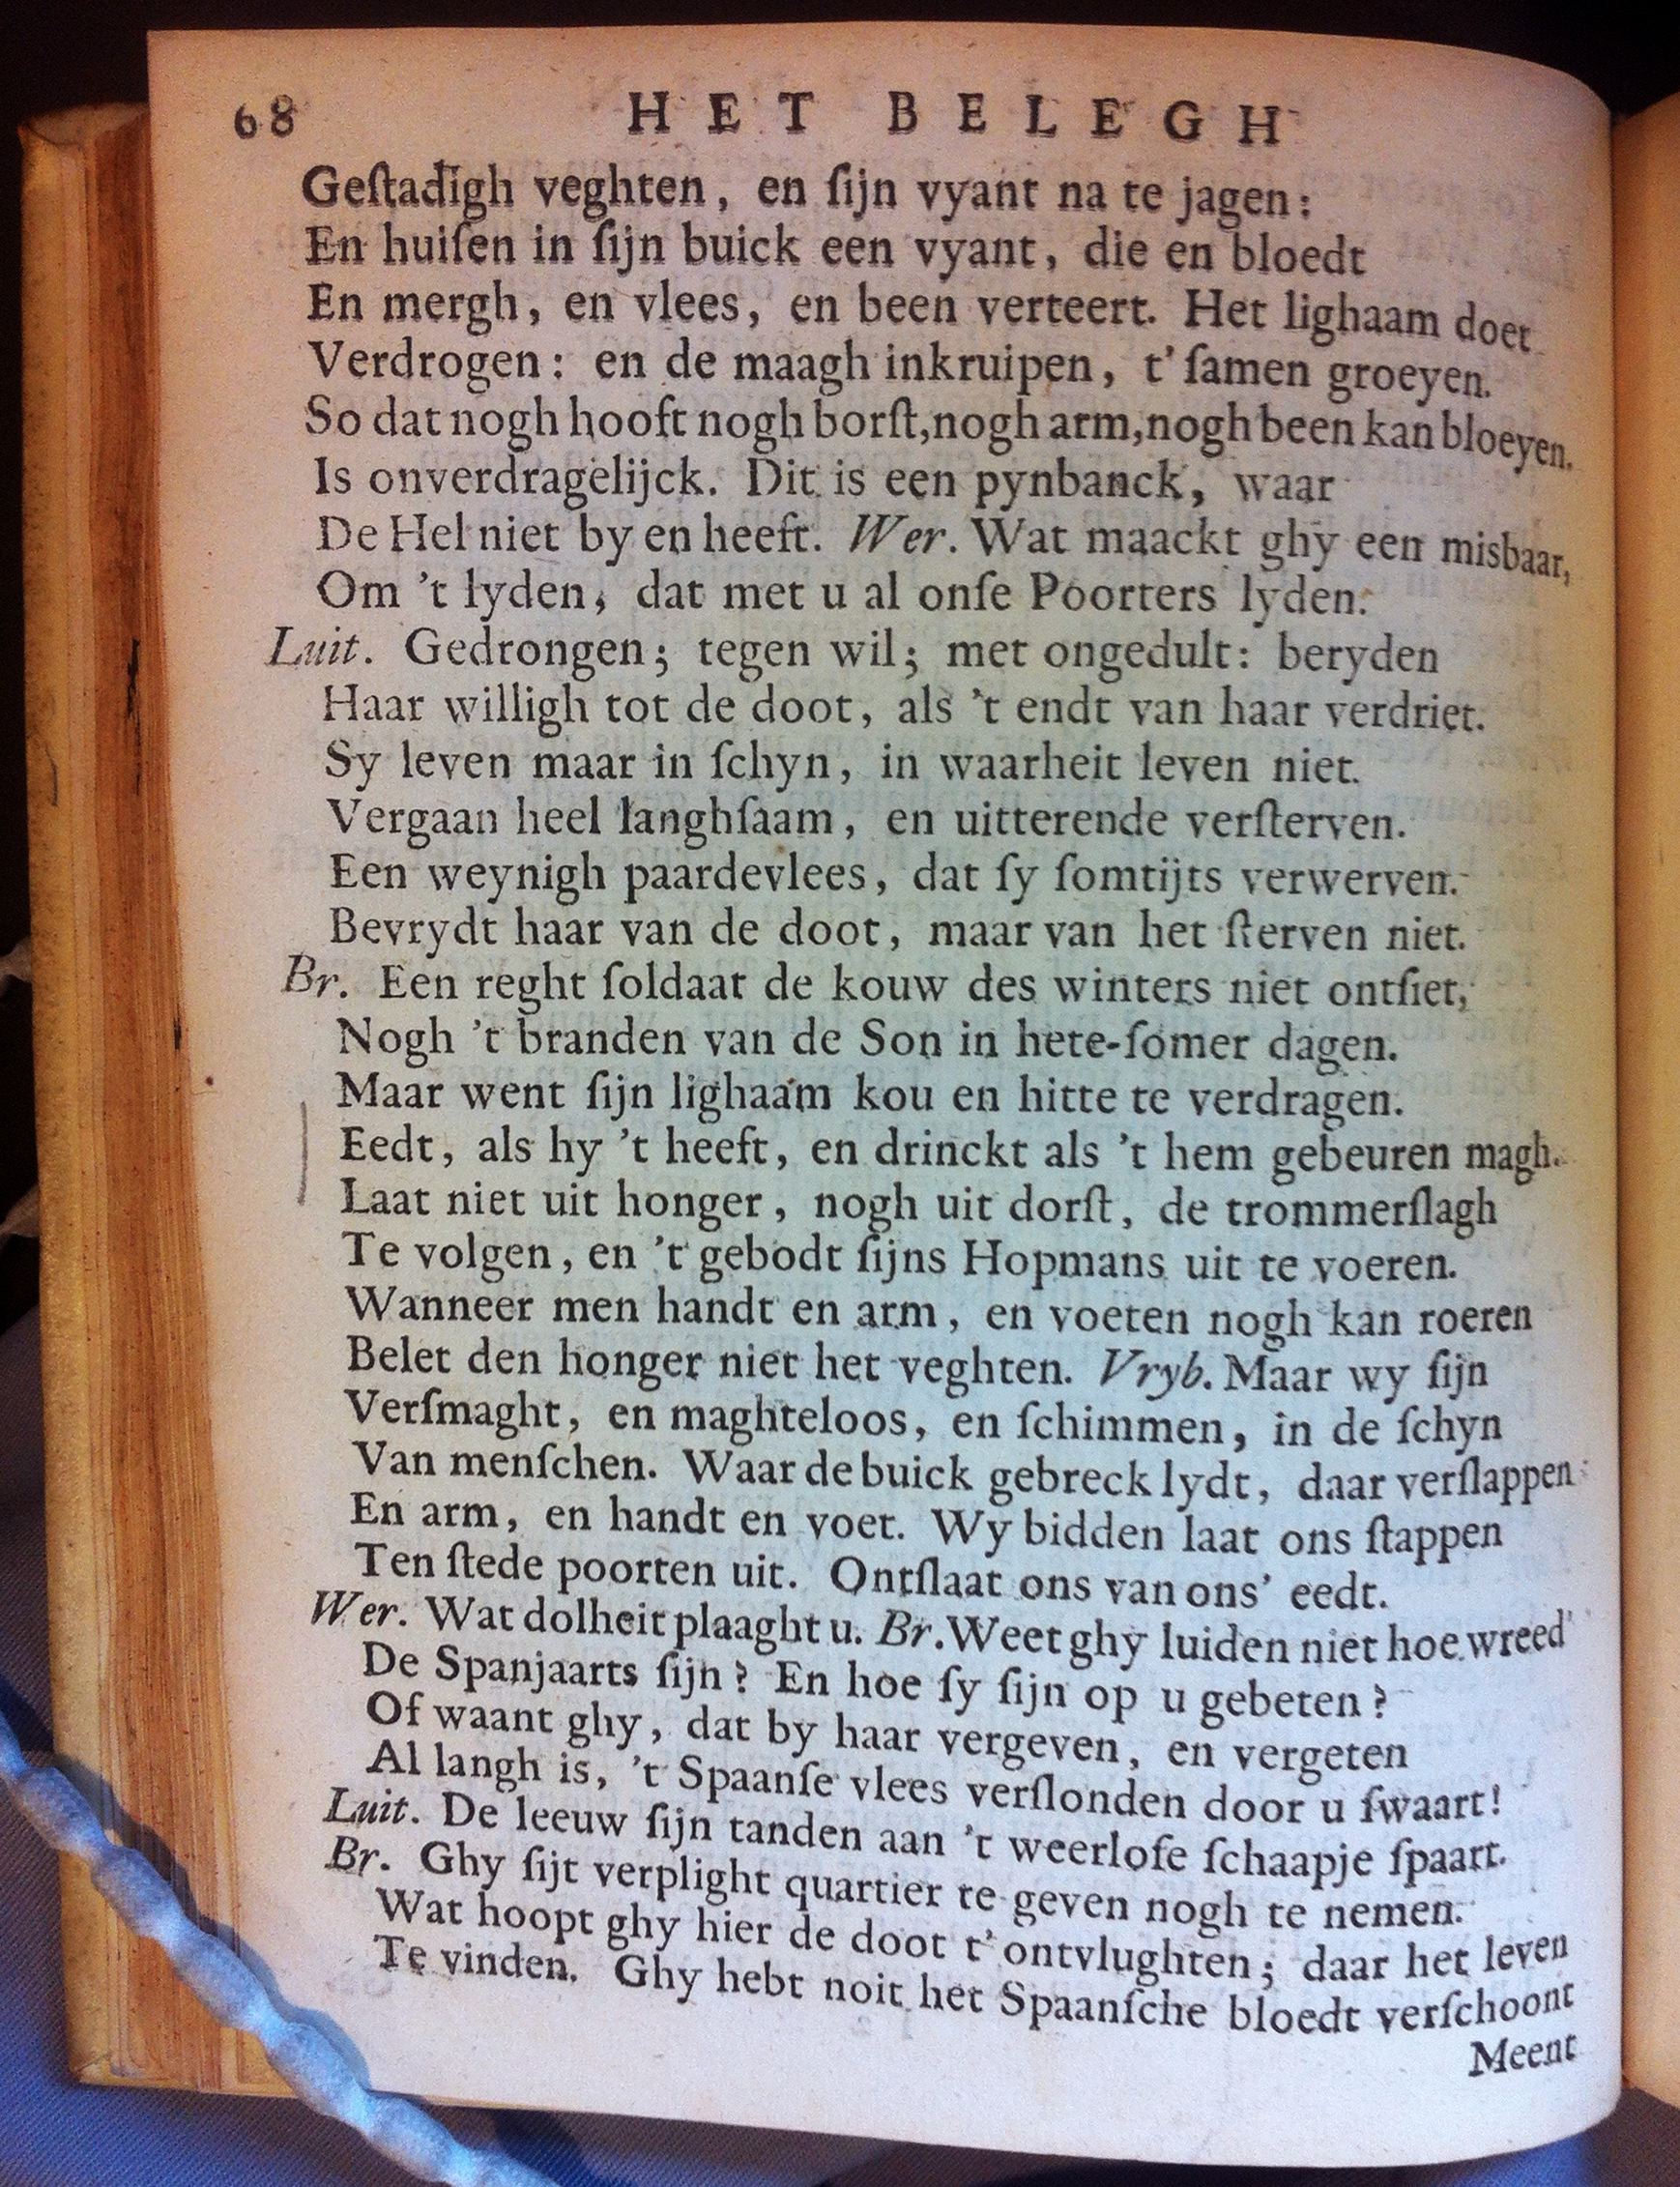 68 HET BELEGH
Geſtadigh veghten, en ſijn vyant na te jagen:
En huiſen in ſijn buick een vyant, die en bloedt
En mergh, en vlees, en been verteert. Het lighaam doet
Verdrogen: en de maagh inkruipen, t' ſamen groeyen.
So dat nogh hooft nogh borſt, nogh arm, nogh been kan bloeyen.
Is onverdragelijck. Dit is een pynbanck, waar
De Hel niet by en heeft. Wer. Wat maackt ghy een misbaar,
Om 't lyden, dat met u al onſe Poorters lyden.
Luit. Gedrongen; tegen wil; met ongedult: beryden
Haar willigh tot de doot, als 't endt van haar verdriet.
Sy leven maar in ſchyn, in waarheit leven niet.
Vergaan heel langhſaam, en uitterende verſterven.
Een weynigh paardevlees, dat ſy ſomtijts verwerven.
Bevrydt haar van de doot, maar van het ſterven niet.
Br. Een reght ſoldaat de kouw des winters niet ontſiet,
Nogh 't branden van de Son in hete-ſomer dagen.
Maar went ſijn lighaam kou en hitte te verdragen.
Eedt, als hy 't heeft, en drinckt als 't hem gebeuren magh.
Laat niet uit honger, nogh uit dorſt, de trommerſlagh
Te volgen, en 't gebodt ſijns Hopmans uit te voeren.
Wanneer men handt en arm, en voeten nogh kan roeren
Belet den honger niet het veghten. Vryb. Maar wy ſijn
Verſmaght, en maghteloos, en ſchimmen, in de ſchyn
Van menſchen. Waar de buick gebreck lydt, daar verſlappen
En arm, en handt en voet. Wy bidden laat ons ſtappen
Ten ſtede poorten uit. Ontſlaat ons van ons' eedt.
Wer. Wat dolheit plaaght u. Br. Weet ghy luiden niet hoe wreed
De Spanjaarts ſijn? En hoe ſy ſijn op u gebeten?
Of waant ghy, dat by haar vergeven, en vergeten
Al langh is, 't Spaanſe vlees verſlonden door u ſwaart!
Luit. De leeuw ſijn tanden aan 't weerloſe ſchaapje ſpaart.
Br. Ghy ſijt verplight quartier te geven nogh te nemen.
Wat hoopt ghy hier de doot t' ontvlughten; daar het leven
Te vinden. Ghy hebt noit het Spaanſche bloedt verſchoont
Meent